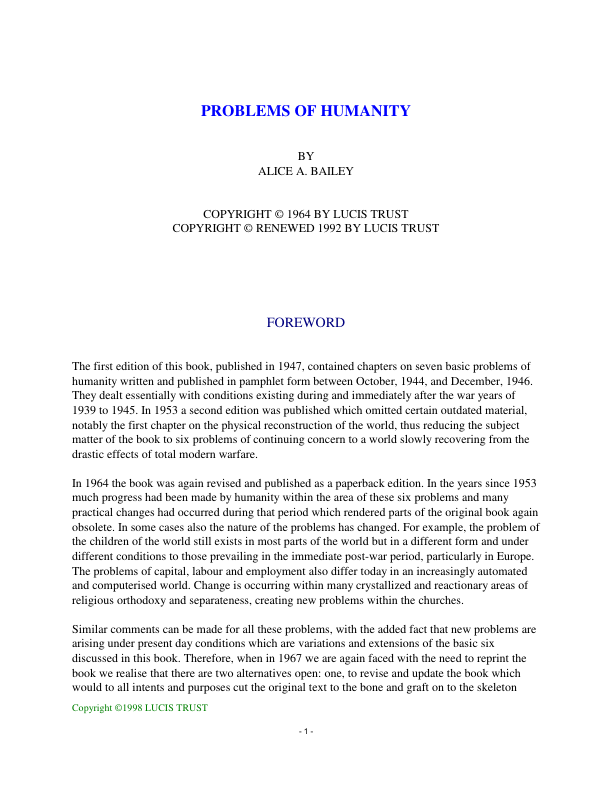 PROBLEMS OF HUMANITY
BY
ALICE A. BAILEY
COPYRIGHT © 1964 BY LUCIS TRUST
COPYRIGHT © RENEWED 1992 BY LUCIS TRUST
FOREWORD
The first edition of this book, published in 1947, contained chapters on seven basic problems of
humanity written and published in pamphlet form between October, 1944, and December, 1946.
They dealt essentially with conditions existing during and immediately after the war years of
1939 to 1945. In 1953 a second edition was published which omitted certain outdated material,
notably the first chapter on the physical reconstruction of the world, thus reducing the subject
matter of the book to six problems of continuing concern to a world slowly recovering from the
drastic effects of total modern warfare.
In 1964 the book was again revised and published as a paperback edition. In the years since 1953
much progress had been made by humanity within the area of these six problems and many
practical changes had occurred during that period which rendered parts of the original book again
obsolete. In some cases also the nature of the problems has changed. For example, the problem of
the children of the world still exists in most parts of the world but in a different form and under
different conditions to those prevailing in the immediate post-war period, particularly in Europe.
The problems of capital, labour and employment also differ today in an increasingly automated
and computerised world. Change is occurring within many crystallized and reactionary areas of
religious orthodoxy and separateness, creating new problems within the churches.
Similar comments can be made for all these problems, with the added fact that new problems are
arising under present day conditions which are variations and extensions of the basic six
discussed in this book. Therefore, when in 1967 we are again faced with the need to reprint the
book we realise that there are two alternatives open: one, to revise and update the book which
would to all intents and purposes cut the original text to the bone and graft on to the skeleton
Copyright ©1998 LUCIS TRUST
- 1 -